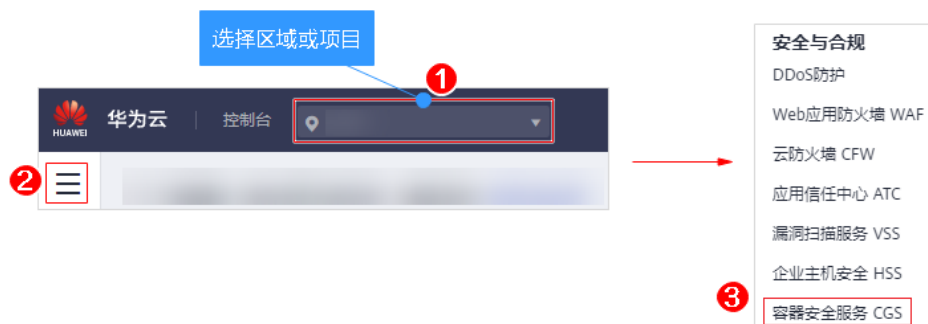 选择区域或项目
1
HUAWEI
华为云
控制台
2
安全与合规
DDoS防护
Web应用防火墙 WAF
云防火墙 CFW
应用信任中心 ATC
漏洞扫描服务 VSS
企业主机安全 HSS
3
容器安全服务 CGS